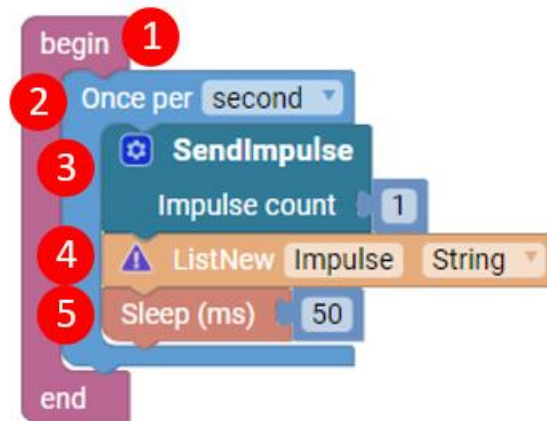 begin 1
2 Once per second
3 SendImpulse
Impulse count 1
4 ListNew Impulse String
5 Sleep (ms) 50
end